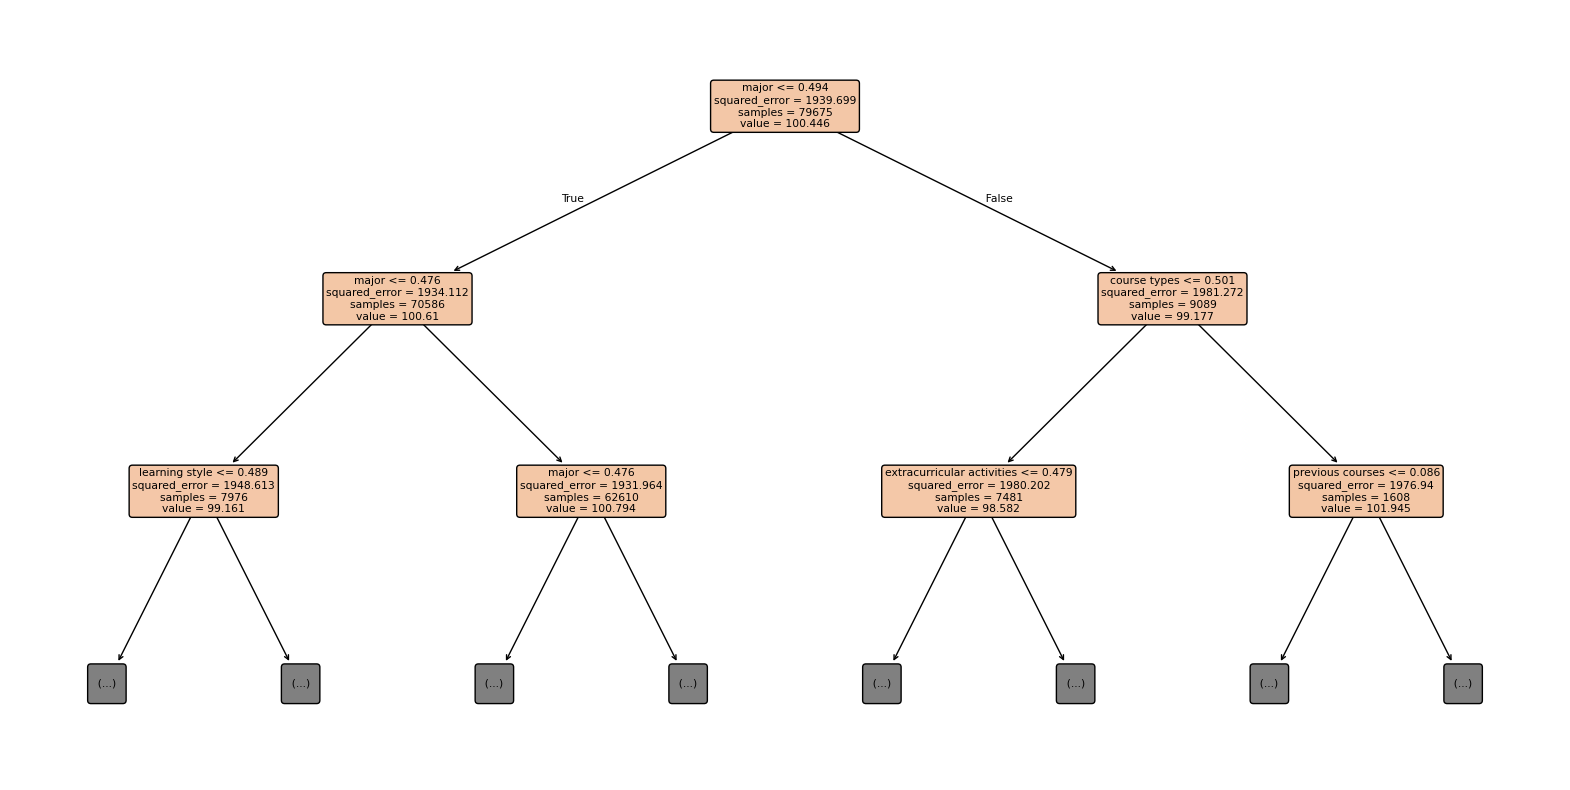 major <= 0.494
squared_error = 1939.699
samples = 79675
value = 100.446
True
False
major <= 0.476
squared_error = 1934.112
samples = 70586
value = 100.61
course types <= 0.501
squared_error = 1981.272
samples = 9089
value = 99.177
learning style <= 0.489
squared_error = 1948.613
samples = 7976
value = 99.161
major <= 0.476
squared_error = 1931.964
samples = 62610
value = 100.794
extracurricular activities <= 0.479
squared_error = 1980.202
samples = 7481
value = 98.582
previous courses <= 0.086
squared_error = 1976.94
samples = 1608
value = 101.945
(...)
(...)
(...)
(...)
(...)
(...)
(...)
(...)